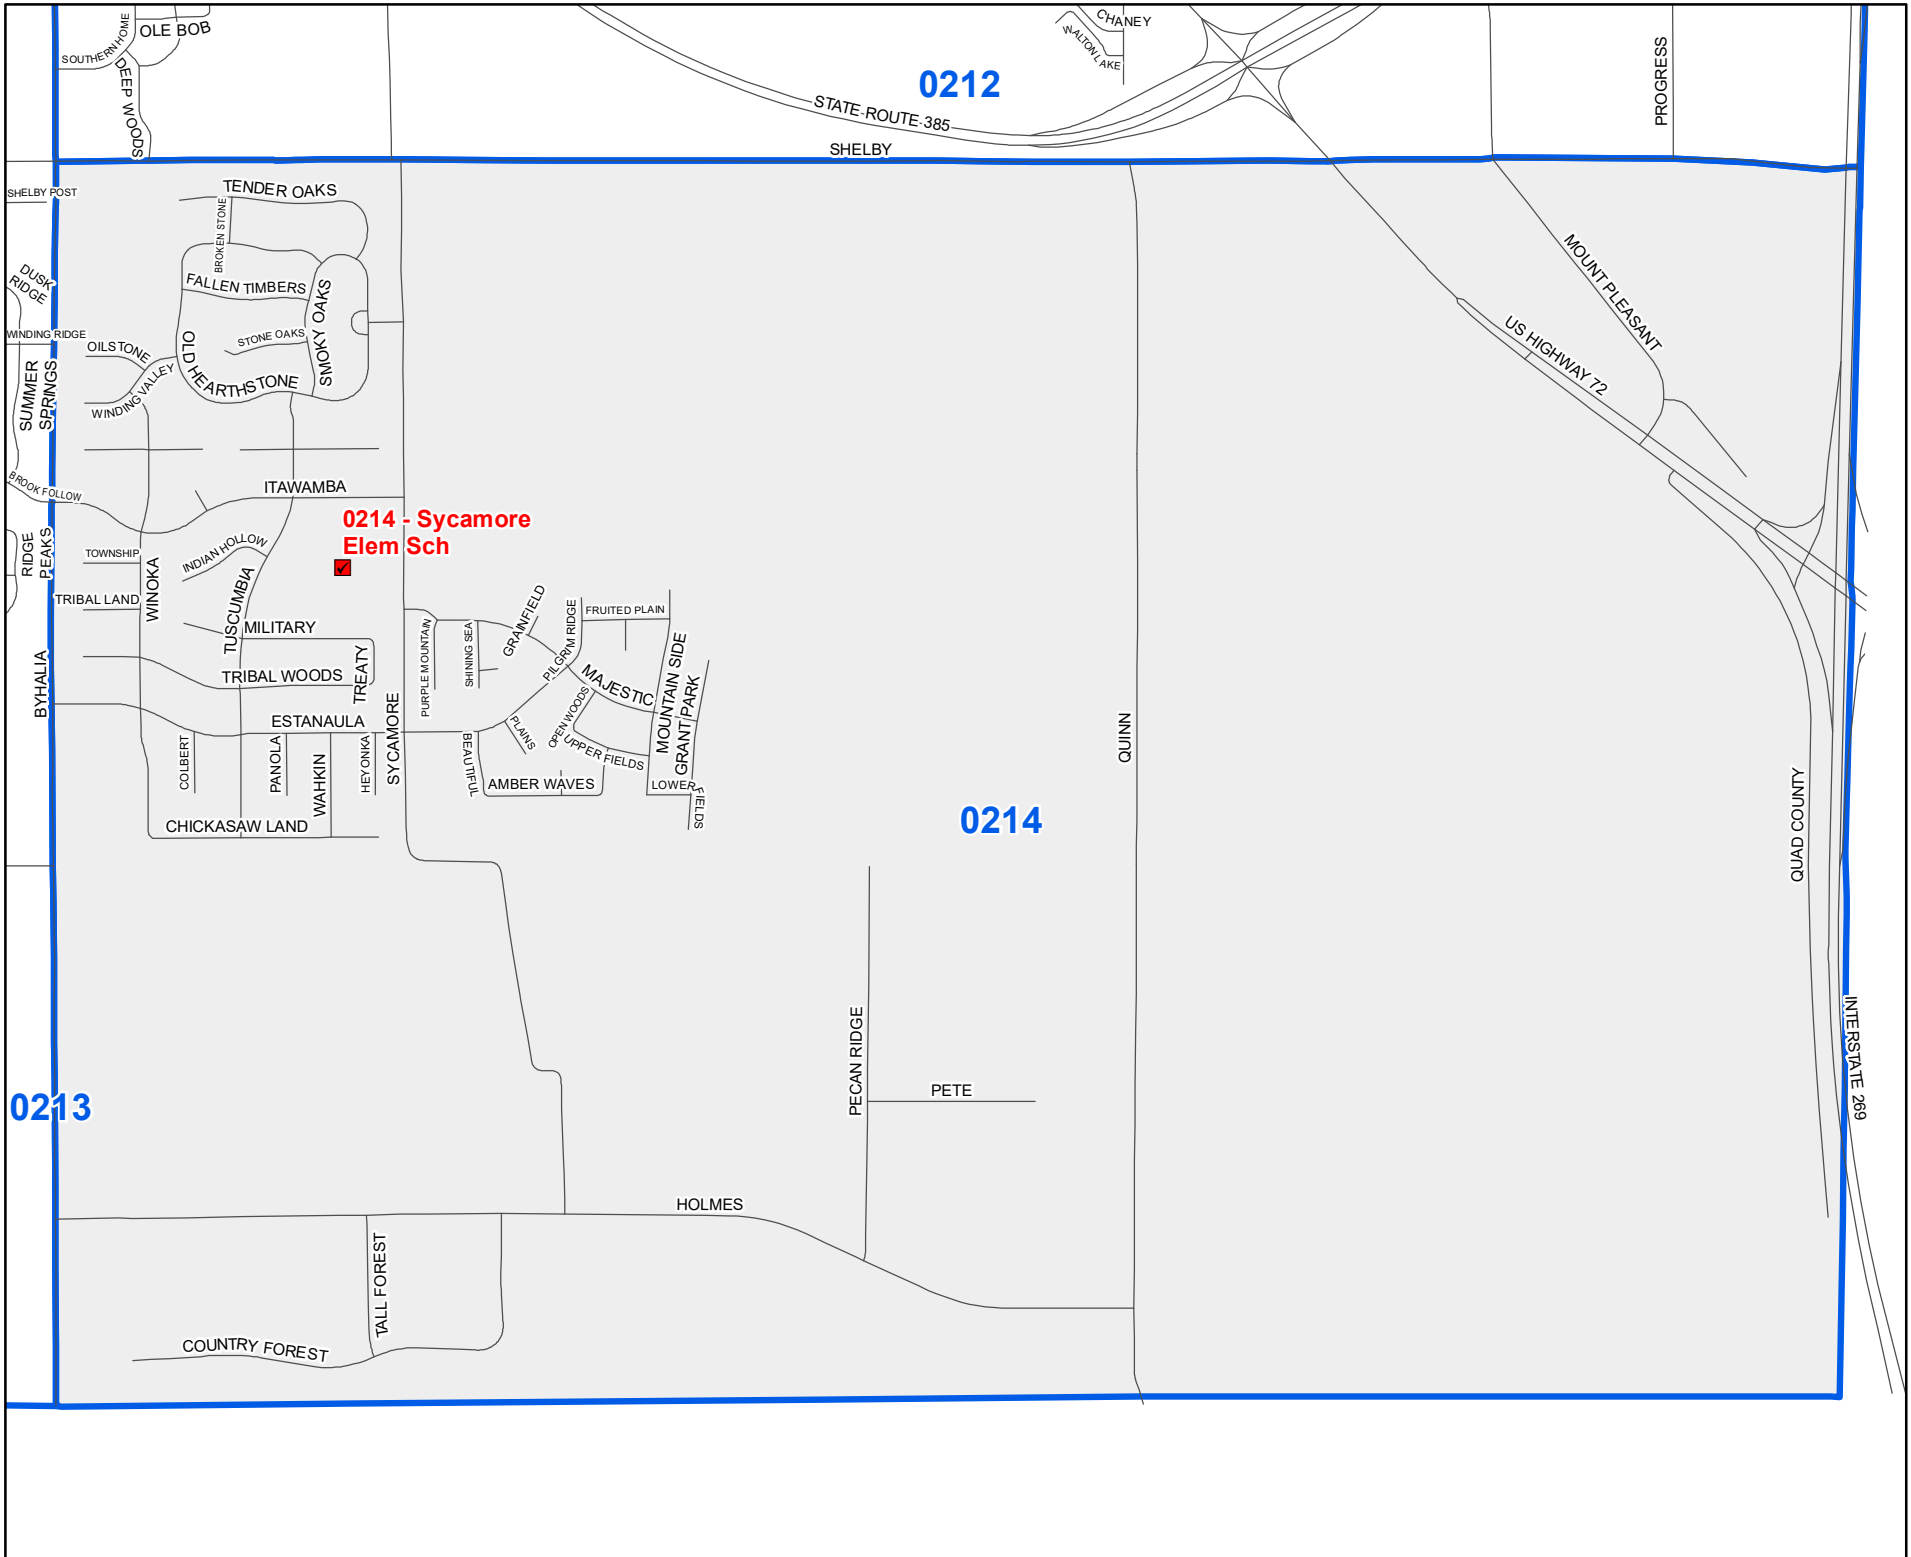 OLE BOB
SOUTHERN HOME
DEEP WOODS
CHANEY
WALTON LAKE
0212
STATE ROUTE 385
PROGRESS
SHELBY
SHELBY POST
TENDER OAKS
BROKEN STONE
DUSK
RIDGE
FALLEN TIMBERS
SMOKY OAKS
STONE OAKS
WINDING RIDGE
OILSTONE
OLD HEARTHSTONE
WINDING VALLEY
SUMMER
SPRINGS
MOUNT PLEASANT
US HIGHWAY 72
BROOK FOLLOW
ITAWAMBA
0214 - Sycamore
Elem Sch
RIDGE
PEAKS
TOWNSHIP
INDIAN HOLLOW
WINOKA
TUSCUMBIA
TRIBAL LAND
MILITARY
TREATY
TRIBAL WOODS
BYHALIA
ESTANAULA
SYCAMORE
PURPLE MOUNTAIN
SHINING SEA
GRAINFIELD
PILGRIM RIDGE
FRUITED PLAIN
MAJESTIC
MOUNTAIN SIDE
GRANT PARK
OPEN WOODS
PLAINS
UPPER FIELDS
BEAUTIFUL
AMBER WAVES
LOWER FIELDS
COLBERT
PANOLA
WAHKIN
HEYONKA
CHICKASAW LAND
QUINN
0214
QUAD COUNTY
PECAN RIDGE
PETE
INTERSTATE 269
0213
HOLMES
TALL FOREST
COUNTRY FOREST